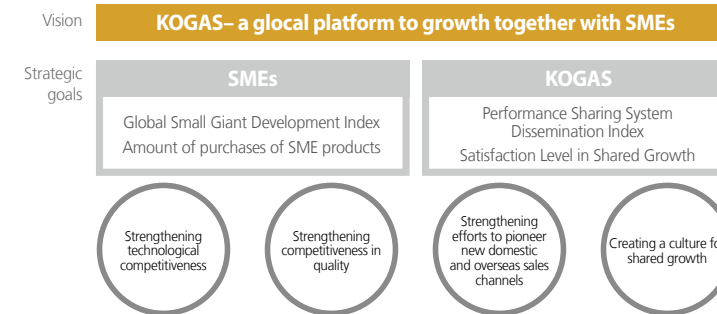 Vision
KOGAS– a glocal platform to growth together with SMEs
Strategic
goals
SMEs
Global Small Giant Development Index
Amount of purchases of SME products
KOGAS
Performance Sharing System
Dissemination Index
Satisfaction Level in Shared Growth
Strengthening
technological
competitiveness
Strengthening
competitiveness in
quality
Strengthening
efforts to pioneer
new domestic
and overseas sales
channels
Creating a culture
shared growth